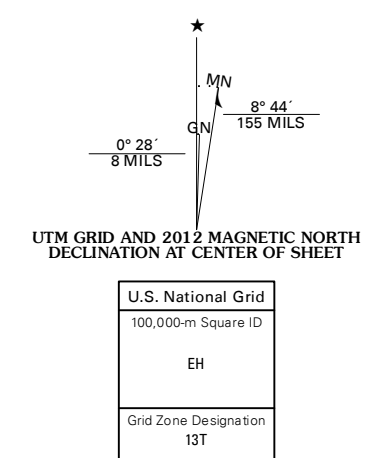 ★
MN
8° 44´
155 MILS
GN
0° 28´
8 MILS
UTM GRID AND 2012 MAGNETIC NORTH
DECLINATION AT CENTER OF SHEET
U.S. National Grid
100,000-m Square ID
EH
Grid Zone Designation
13T